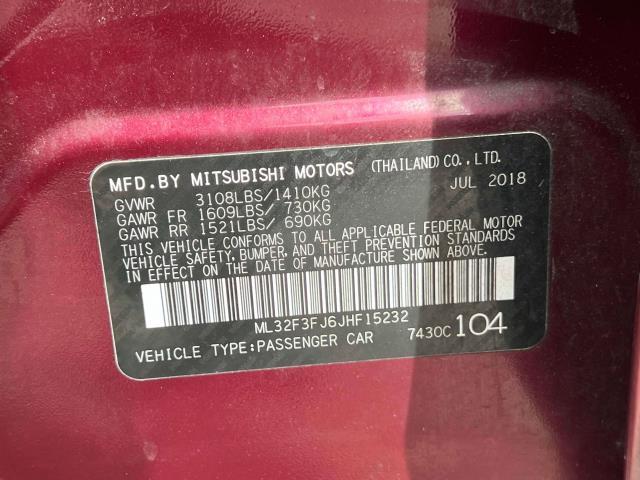 MFD.BY MITSUBISHI MOTORS (THAILAND)CO.,LTD.
GVWR 3108LBS/1410KG JUL 2018
GAWR FR 1609LBS/ 730KG
GAWR RR 1521LBS/ 690KG
THIS VEHICLE CONFORMS TO ALL APPLICABLE FEDERAL MOTOR
VEHICLE SAFETY, BUMPER, AND THEFT PREVENTION STANDARDS
IN EFFECT ON THE DATE OF MANUFACTURE SHOWN ABOVE.
ML32F3FJ6JHF15232
VEHICLE TYPE:PASSENGER CAR 7430C 104